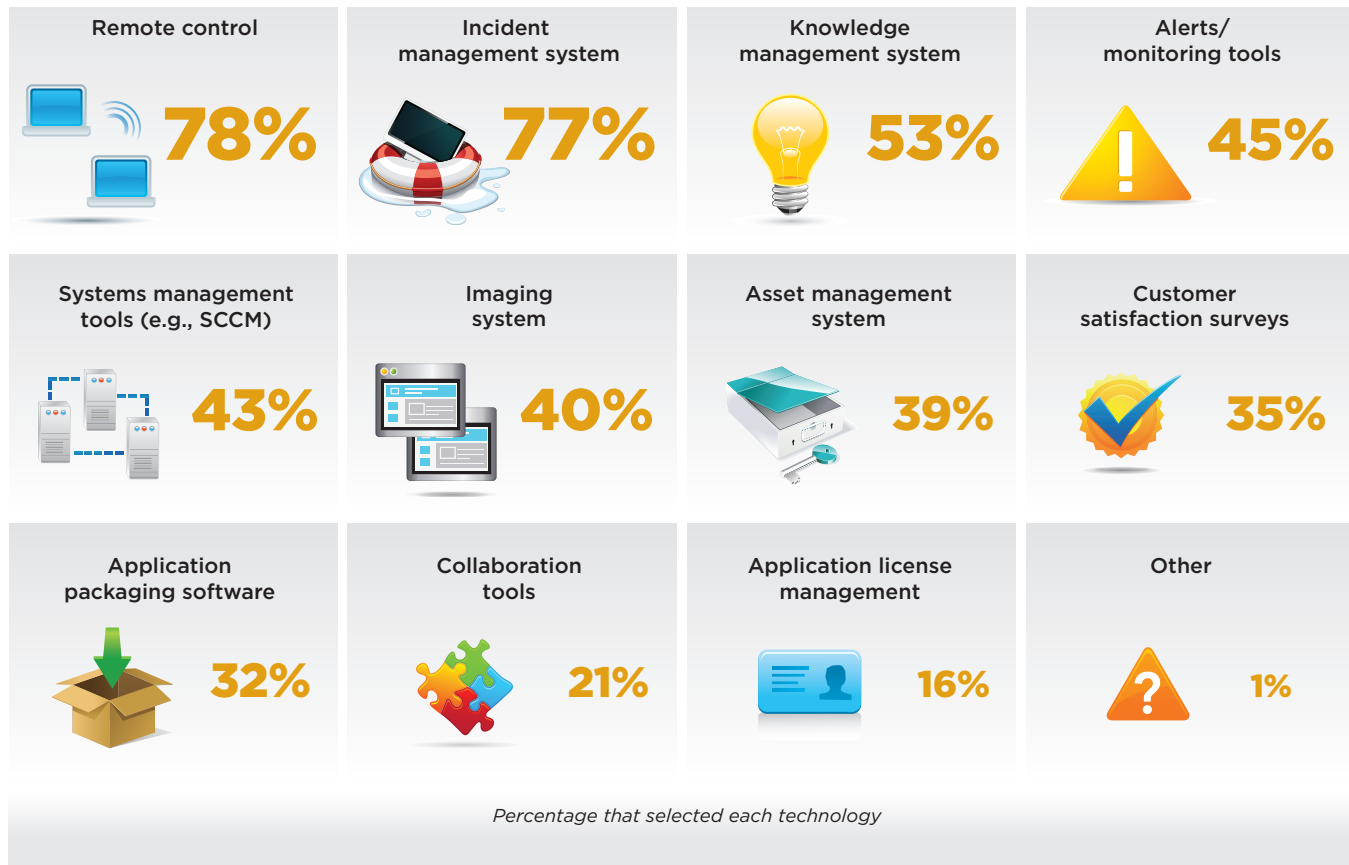 Remote control
78%
Incident
management system
77%
Knowledge
management system
53%
Alerts/
monitoring tools
45%
Systems management
tools (e.g., SCCM)
43%
Imaging
system
40%
Asset management
system
39%
Customer
satisfaction surveys
35%
Application
packaging software
32%
Collaboration
tools
21%
Application license
management
16%
Other
?
1%
Percentage that selected each technology